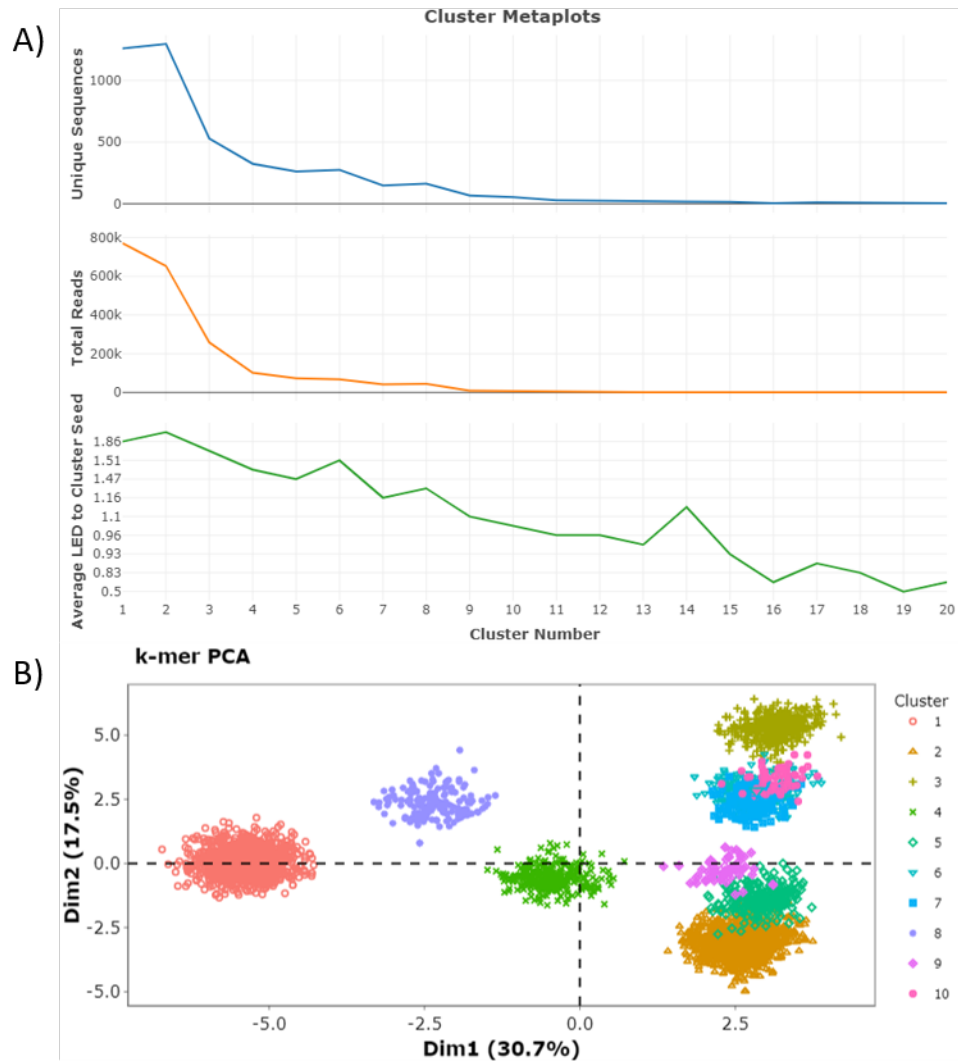 A)
Cluster Metaplots
Unique Sequences
1000
500
0
Total Reads
800k
600k
400k
200k
0
Average LED to Cluster Seed
1.86
1.51
1.47
1.16
1.1
0.96
0.93
0.83
0.5
1 2 3 4 5 6 7 8 9 10 11 12 13 14 15 16 17 18 19 20
Cluster Number
B)
k-mer PCA
Dim2 (17.5%)
5.0
2.5
0.0
-2.5
-5.0
-5.0 -2.5 0.0 2.5
Dim1 (30.7%)
Cluster
1
2
3
4
5
6
7
8
9
10